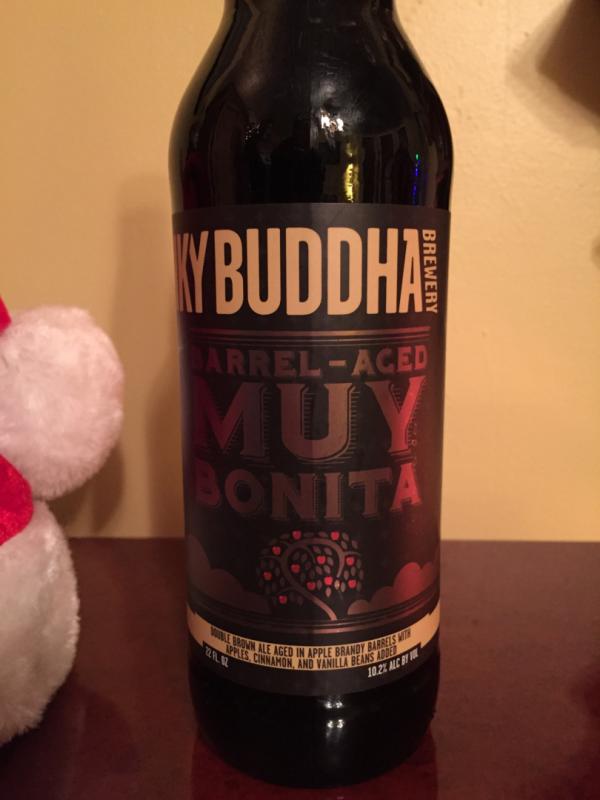 KY BUDDHA BREWERY
BARREL-AGED
MUY
BONITA
DOUBLE BROWN ALE AGED IN APPLE BRANDY BARRELS WITH
APPLES, CINNAMON, AND VANILLA BEANS ADDED
22 FL. OZ 10.2% ALC BY VOL